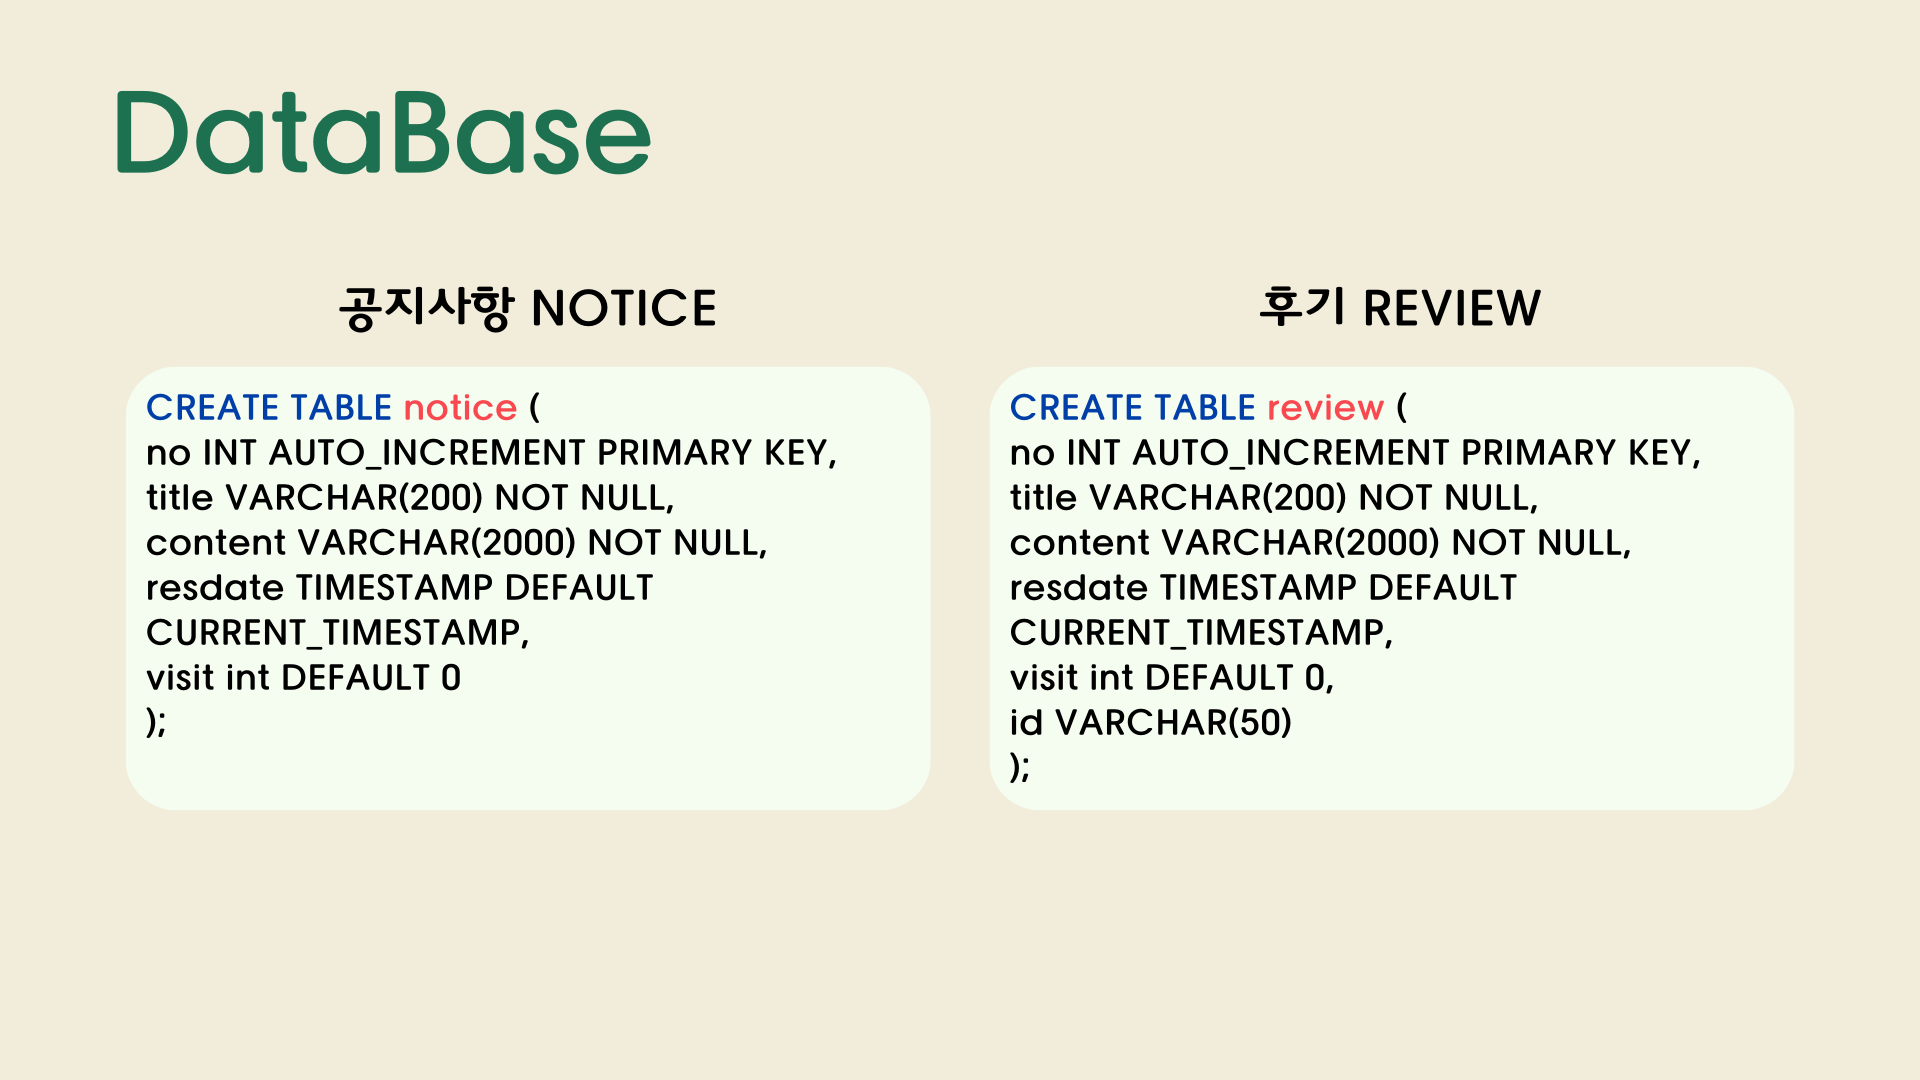 DataBase
공지사항 NOTICE
CREATE TABLE notice (
no INT AUTO_INCREMENT PRIMARY KEY,
title VARCHAR(200) NOT NULL,
content VARCHAR(2000) NOT NULL,
resdate TIMESTAMP DEFAULT
CURRENT_TIMESTAMP,
visit int DEFAULT 0
);
후기 REVIEW
CREATE TABLE review (
no INT AUTO_INCREMENT PRIMARY KEY,
title VARCHAR(200) NOT NULL,
content VARCHAR(2000) NOT NULL,
resdate TIMESTAMP DEFAULT
CURRENT_TIMESTAMP,
visit int DEFAULT 0,
id VARCHAR(50)
);